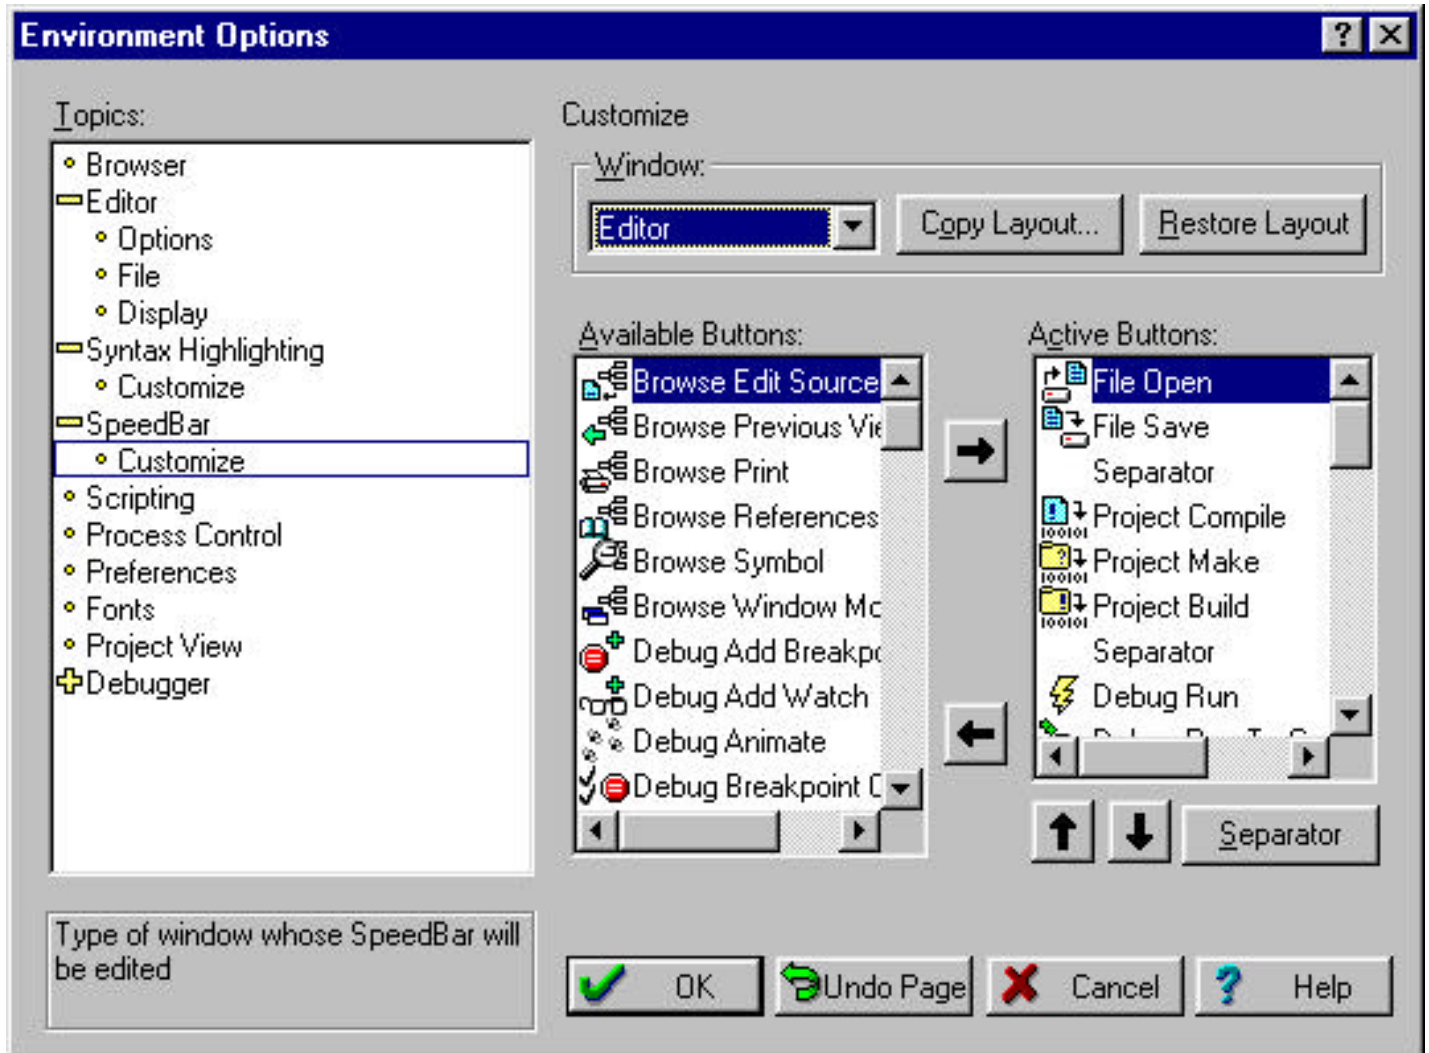 Environment Options
Topics:
Browser
Editor
Options
File
Display
Syntax Highlighting
Customize
SpeedBar
Customize
Scripting
Process Control
Preferences
Fonts
Project View
Debugger
Type of window whose SpeedBar will
be edited
Customize
Window:
Editor
Copy Layout...
Restore Layout
Available Buttons:
Browse Edit Source
Browse Previous Vie
Browse Print
Browse References
Browse Symbol
Browse Window Mo
Debug Add Breakpo
Debug Add Watch
Debug Animate
Debug Breakpoint
Active Buttons:
File Open
File Save
Separator
Project Compile
Project Make
Project Build
Separator
Debug Run
Separator
OK
Undo Page
Cancel
Help